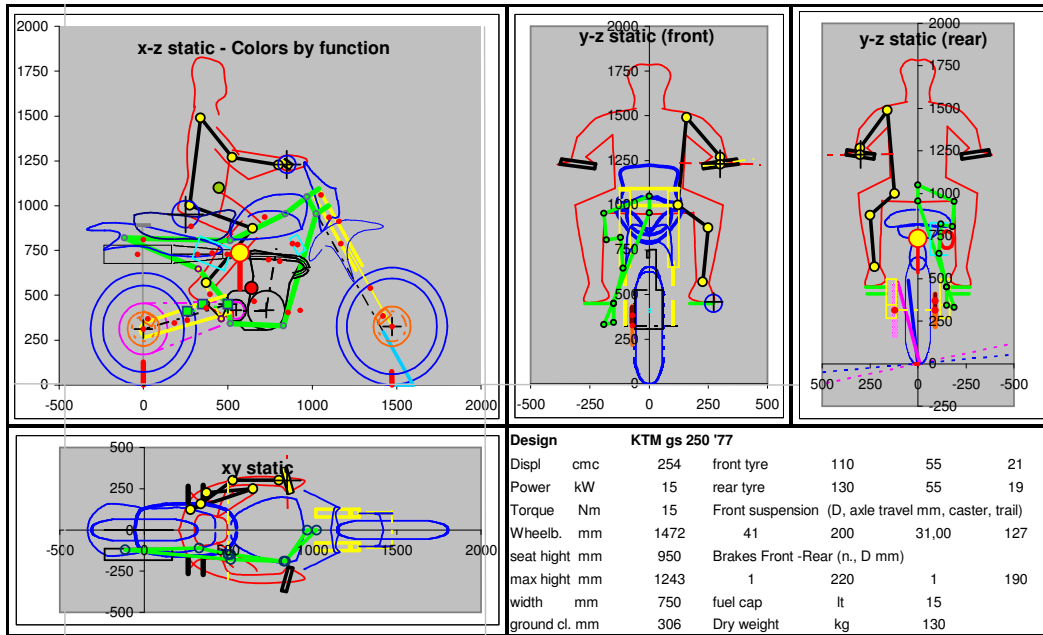 x-z static - Colors by function
2000
1750
1500
1250
1000
750
500
250
0
-500 0 500 1000 1500 2000
y-z static (front)
2000
1750
1500
1250
1000
750
500
250
0
-500 -250 0 250 500
y-z static (rear)
2000
1750
1500
1250
1000
750
500
250
0
500 250 0 -250 -500
-250
xy static
500
250
0
-250
-500
-500 0 500 1000 1500 2000
Design KTM gs 250 '77
Displ cmc 254 front tyre 110 55 21
Power kW 15 rear tyre 130 55 19
Torque Nm 15 Front suspension (D, axle travel mm, caster, trail)
Wheelb. mm 1472 41 200 31,00 127
seat hight mm 950 Brakes Front -Rear (n., D mm)
max hight mm 1243 1 220 1 190
width mm 750 fuel cap lt 15
ground cl. mm 306 Dry weight kg 130